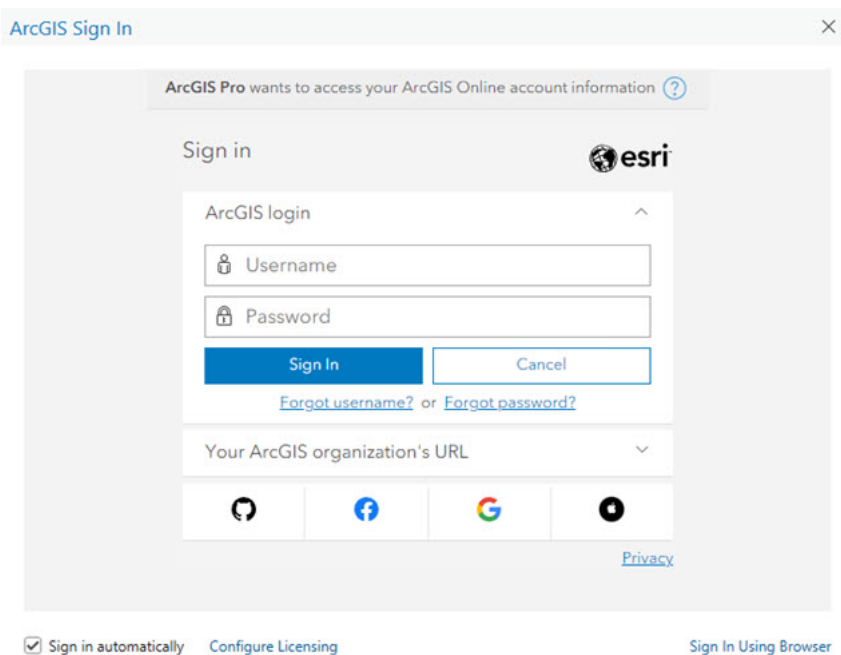 ArcGIS Sign In
ArcGIS Pro wants to access your ArcGIS Online account information ?
Sign in
esri
ArcGIS login
Username
Password
Sign In Cancel
Forgot username? or Forgot password?
Your ArcGIS organization's URL
Privacy
Sign in automatically Configure Licensing Sign In Using Browser